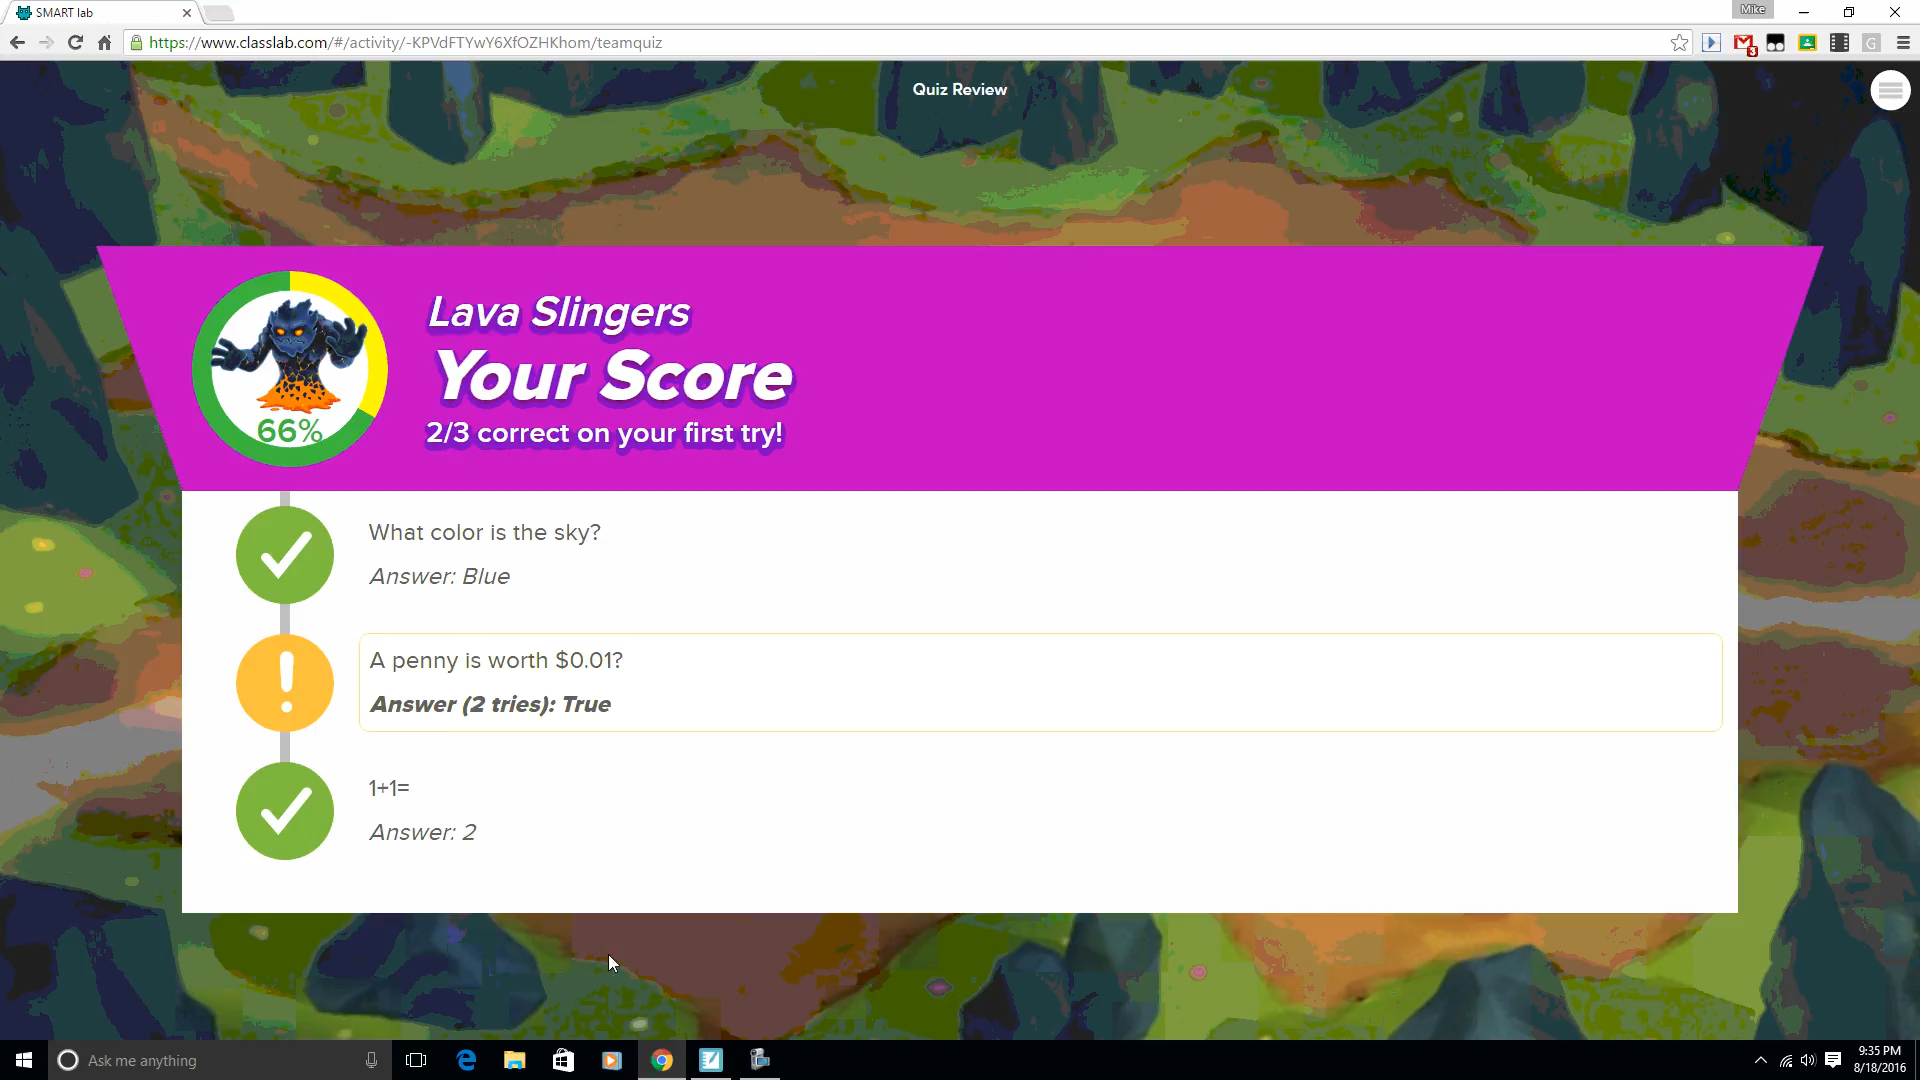 SMART lab
Mike
https://www.classlab.com/#/activity/-KPVdFTYwY6XfOZHKhom/teamquiz
3
G
Quiz Review
Lava Slingers
Your Score
2/3 correct on your first try!
66%
What color is the sky?
Answer: Blue
A penny is worth $0.01?
Answer (2 tries): True
1+1=
Answer: 2
Ask me anything
9:35 PM
8/18/2016